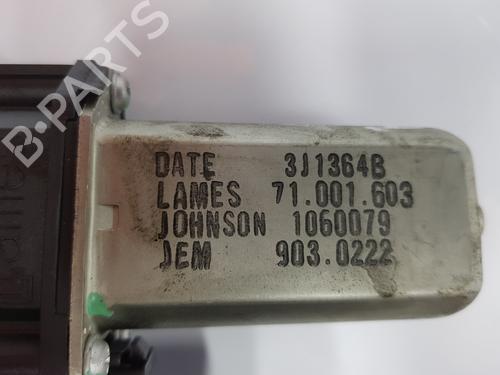 B-PARTS
DATE 3J1364B
LAMES 71.001.603
JOHNSON 1060079
JEM 903.0222